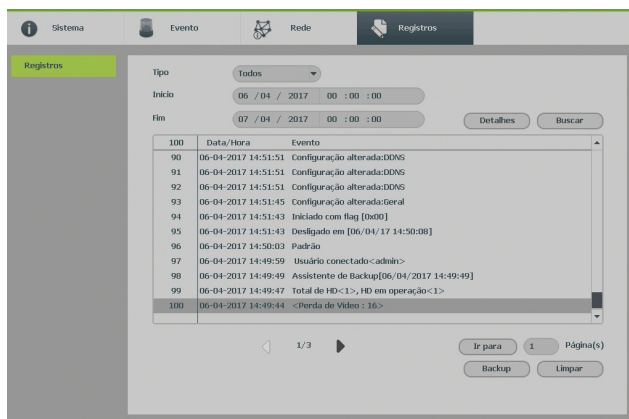 Sistema Evento Rede Registros
Registros
Tipo Todos
Início 06 / 04 / 2017 00 : 00 : 00
Fim 07 / 04 / 2017 00 : 00 : 00 Detalhes Buscar
100 Data/Hora Evento
90 06-04-2017 14:51:51 Configuração alterada:DDNS
91 06-04-2017 14:51:51 Configuração alterada:DDNS
92 06-04-2017 14:51:51 Configuração alterada:DDNS
93 06-04-2017 14:51:45 Configuração alterada:Geral
94 06-04-2017 14:51:43 Iniciado com flag [0x00]
95 06-04-2017 14:51:43 Desligado em [06/04/17 14:50:08]
96 06-04-2017 14:50:03 Padrão
97 06-04-2017 14:49:59 Usuário conectado<admin>
98 06-04-2017 14:49:49 Assistente de Backup[06/04/2017 14:49:49]
99 06-04-2017 14:49:47 Total de HD<1>, HD em operação<1>
100 06-04-2017 14:49:44 <Perda de Vídeo : 16>
1/3 Ir para 1 Página(s)
Backup Limpar